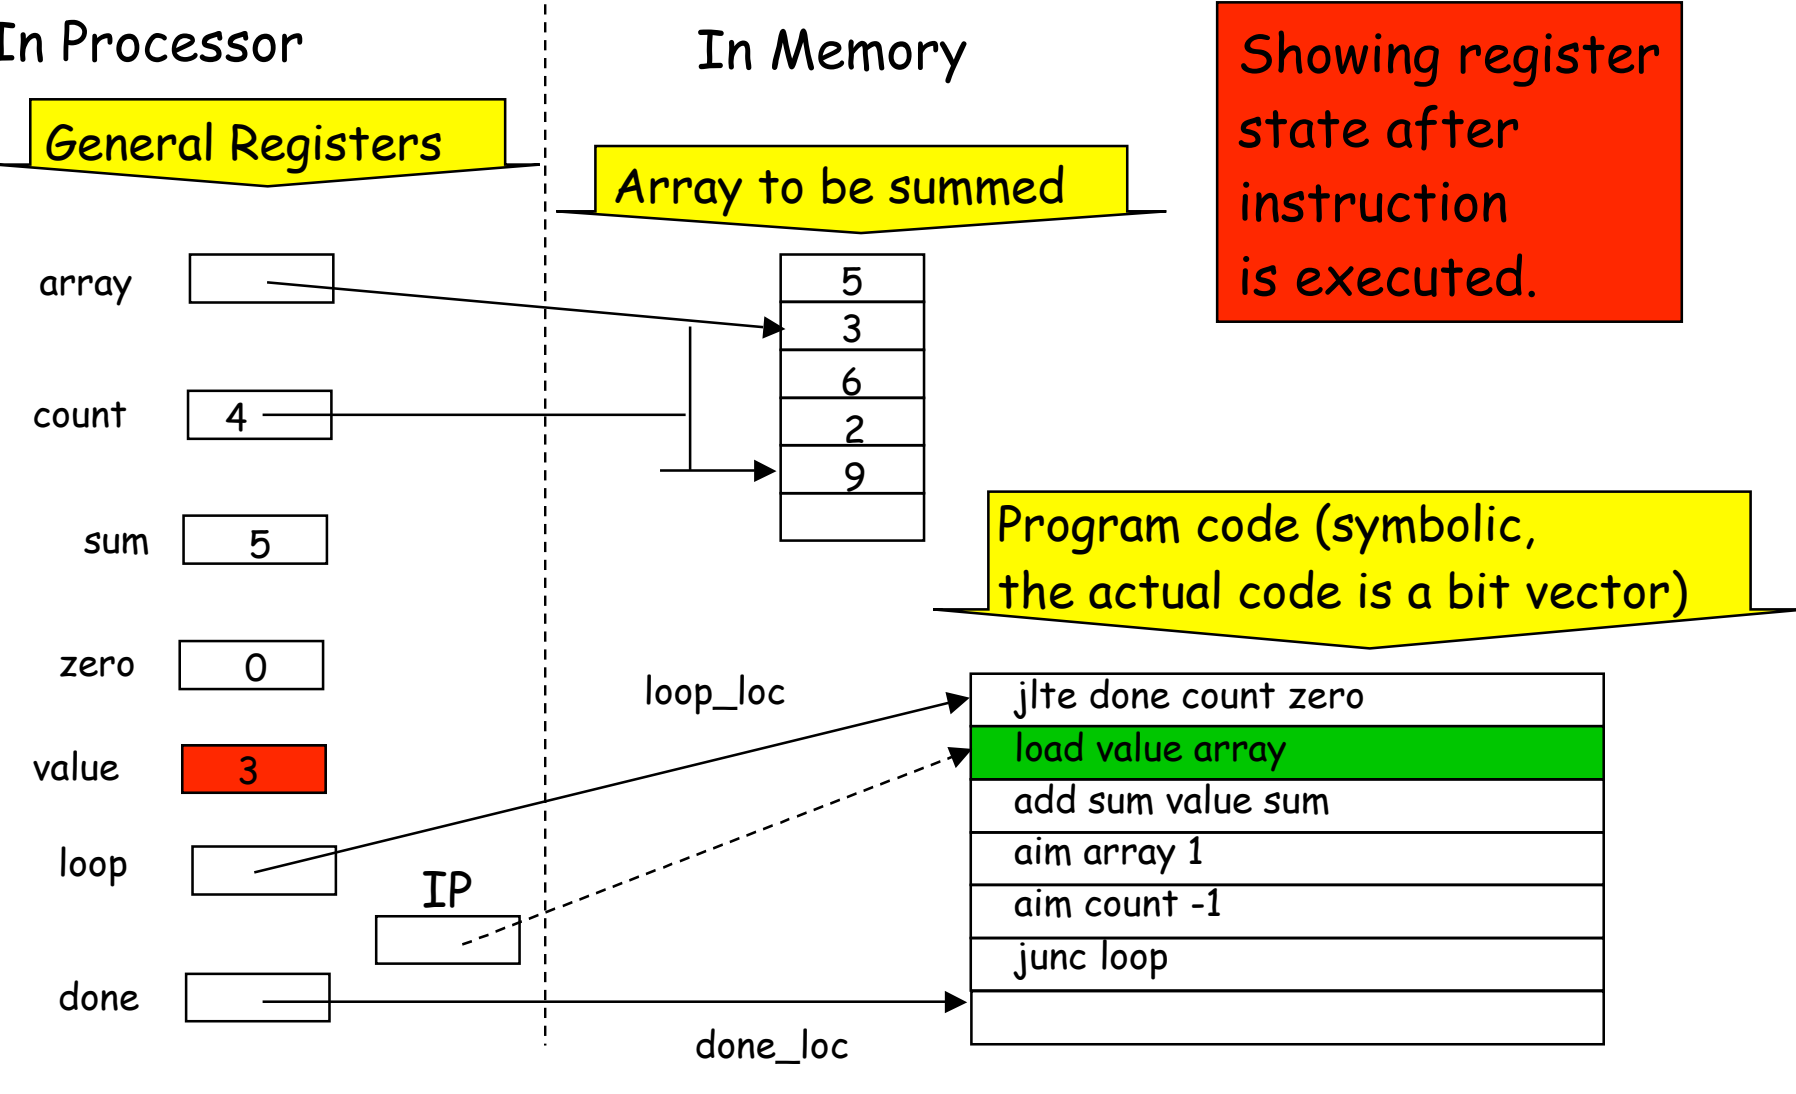 In Processor
In Memory
Showing register
state after
instruction
is executed.
General Registers
Array to be summed
array
5
3
6
2
9
count 4
sum 5
Program code (symbolic,
the actual code is a bit vector)
zero 0
loop_loc
jlte done count zero
load value array
add sum value sum
aim array 1
aim count -1
junc loop
value 3
loop
IP
done
done_loc